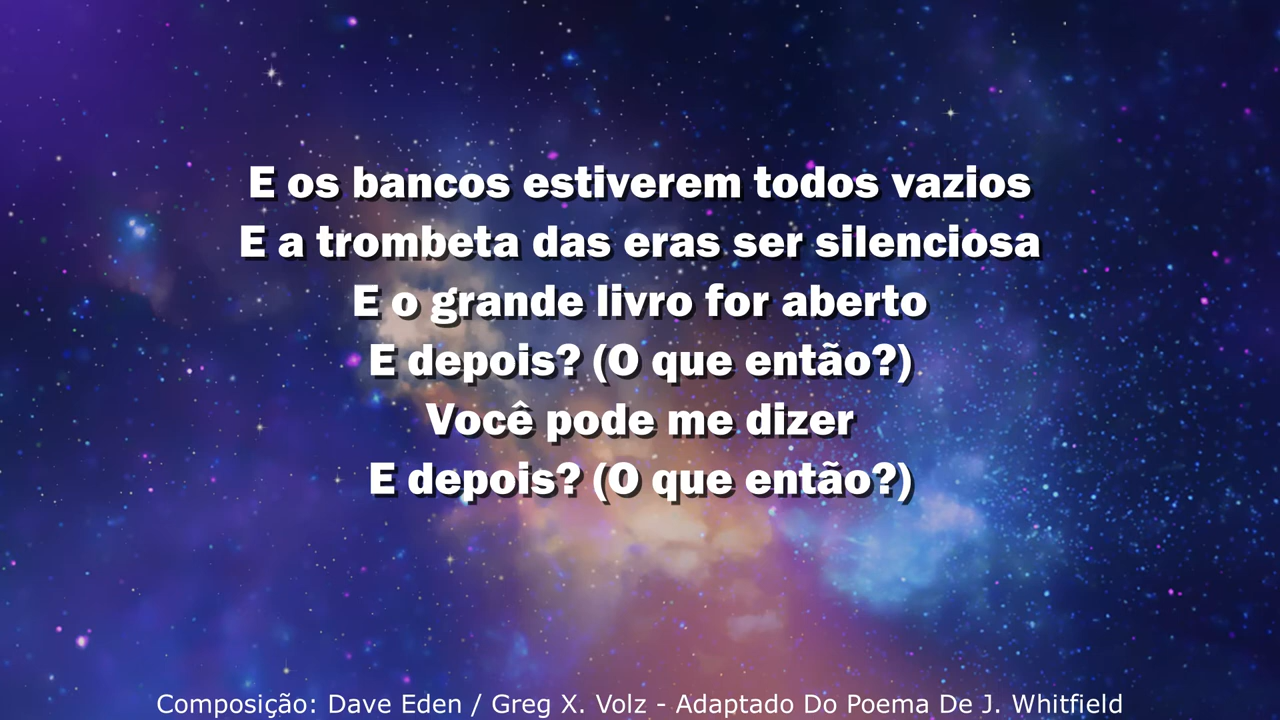 E os bancos estiverem todos vazios
E a trombeta das eras ser silenciosa
E o grande livro for aberto
E depois? (O que então?)
Você pode me dizer
E depois? (O que então?)
Composição: Dave Eden / Greg X. Volz - Adaptado Do Poema De J. Whitfield